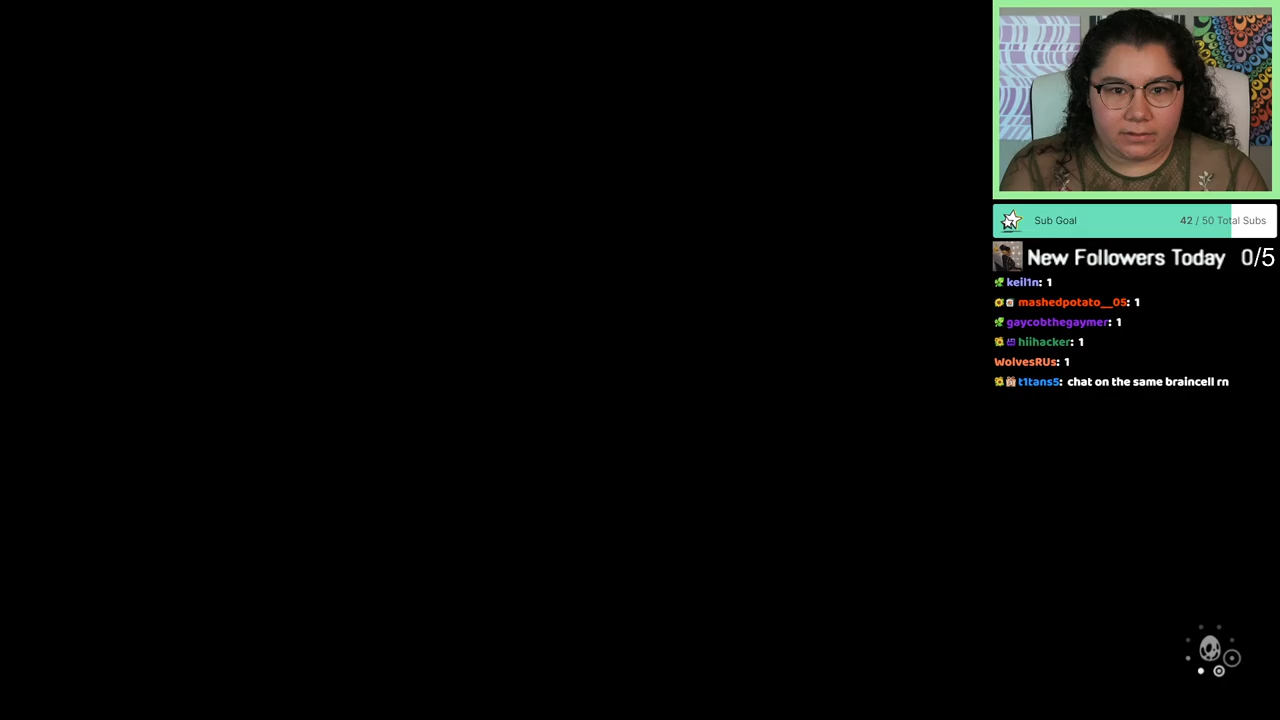 Sub Goal 42 / 50 Total Subs
New Followers Today 0/5
keil1n: 1
mashedpotato__05: 1
gaycobthegaymer: 1
hiihacker: 1
WolvesRUs: 1
t1tans5: chat on the same braincell rn